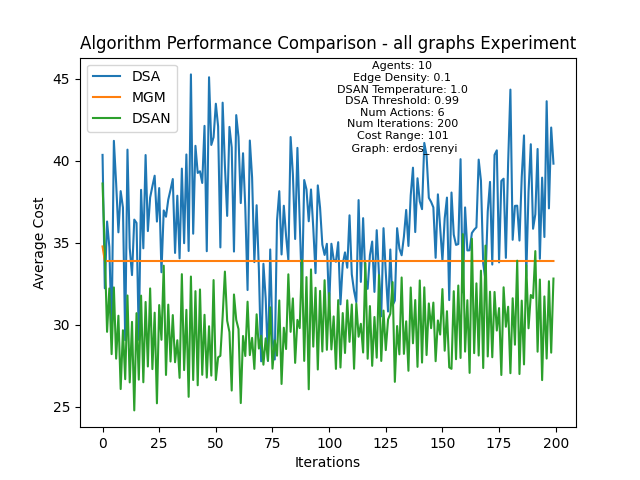 Algorithm Performance Comparison - all graphs Experiment
DSA
MGM
DSAN
Agents: 10
Edge Density: 0.1
DSAN Temperature: 1.0
DSA Threshold: 0.99
Num Actions: 6
Num Iterations: 200
Cost Range: 101
Graph: erdos_renyi
45
40
35
30
25
Average Cost
0 25 50 75 100 125 150 175 200
Iterations